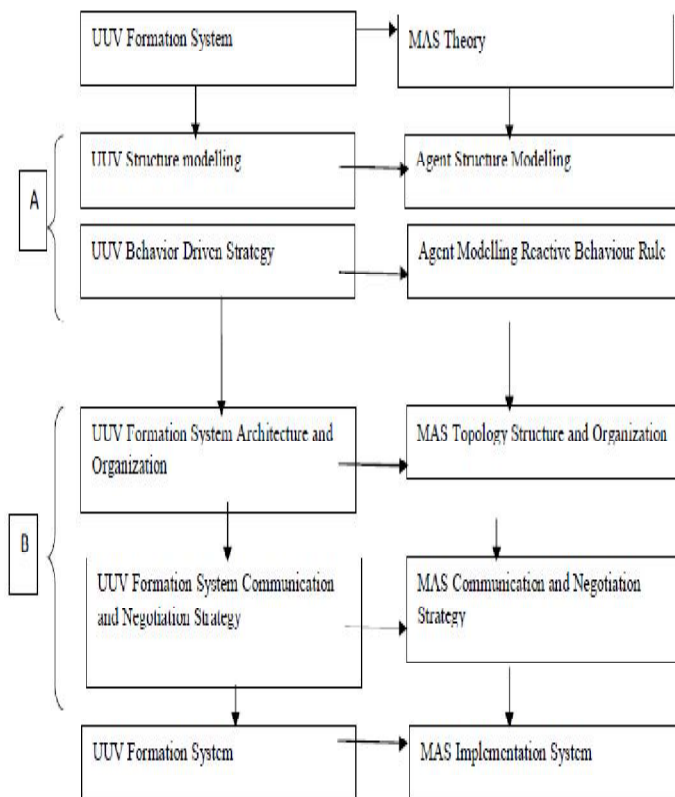 UUV Formation System
MAS Theory
A
UUV Structure modelling
Agent Structure Modelling
UUV Behavior Driven Strategy
Agent Modelling Reactive Behaviour Rule
B
UUV Formation System Architecture and
Organization
MAS Topology Structure and Organization
UUV Formation System Communication
and Negotiation Strategy
MAS Communication and Negotiation
Strategy
UUV Formation System
MAS Implementation System